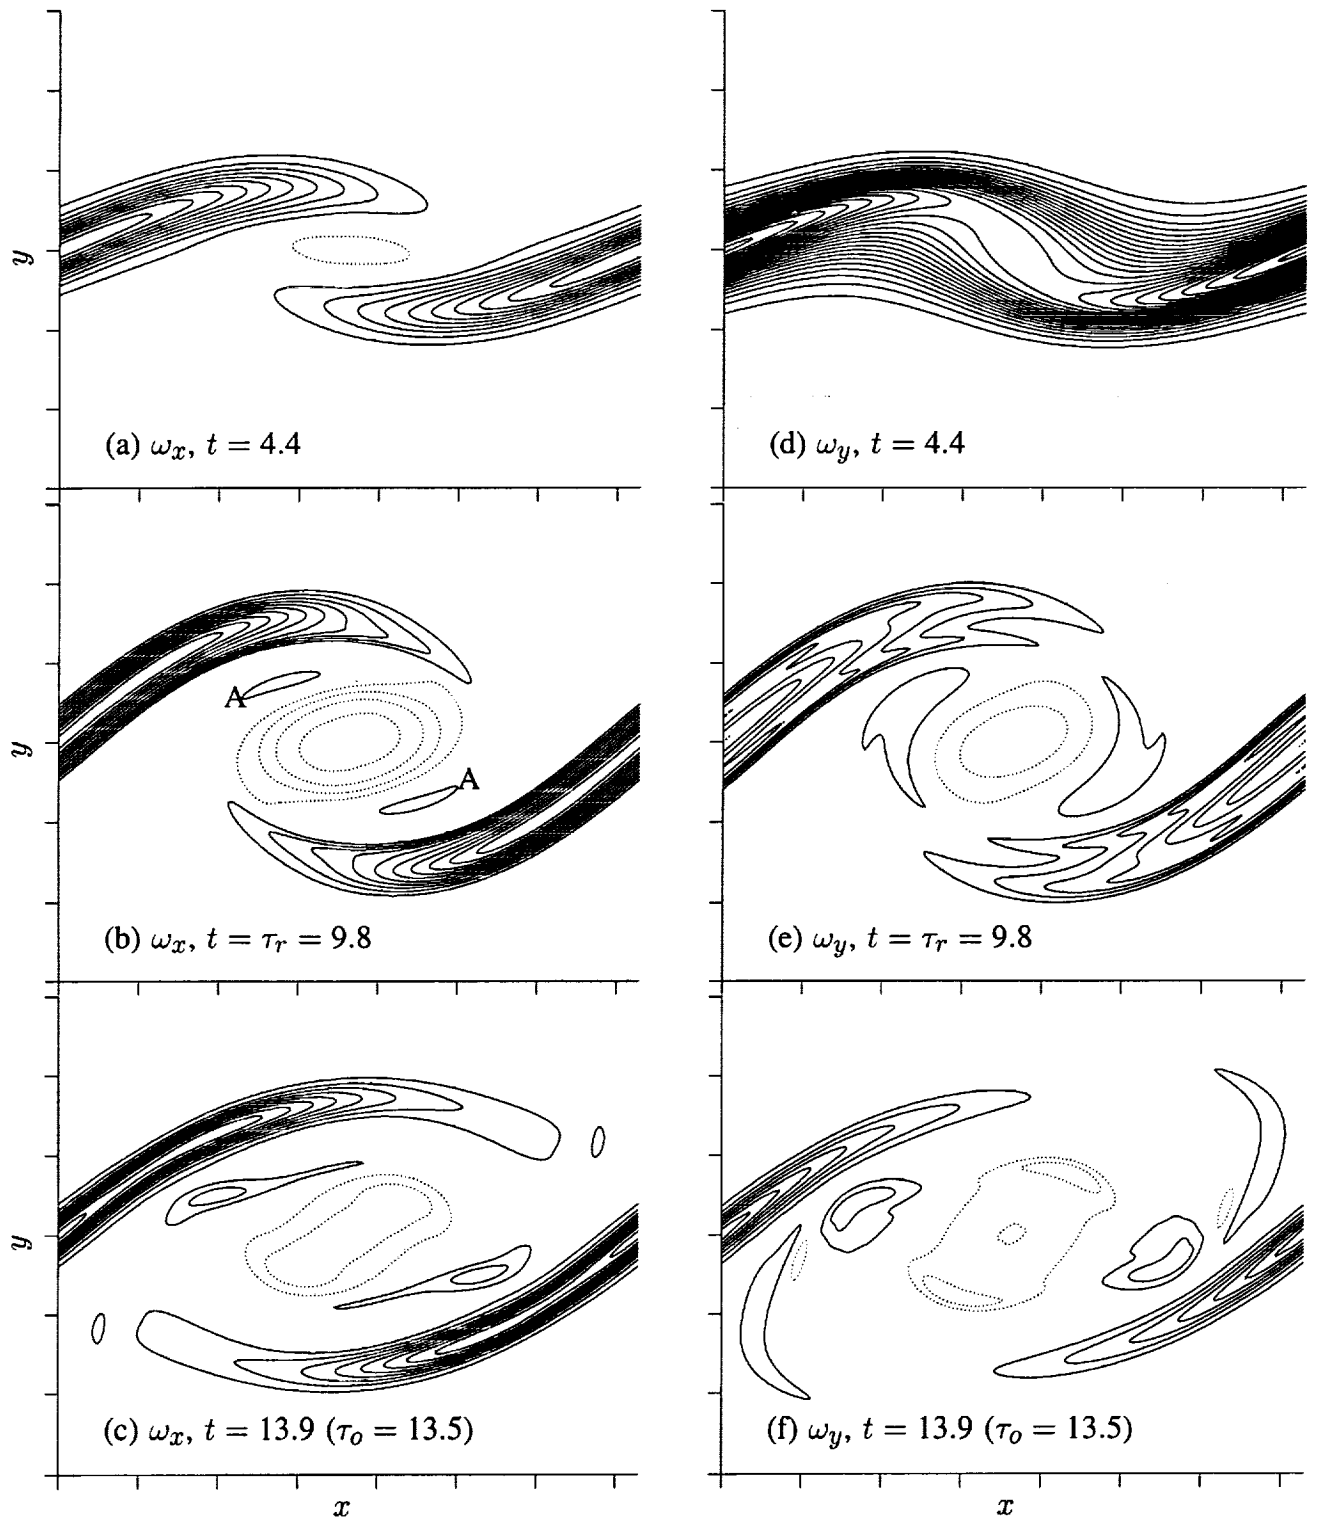 y
(a) ω_x, t = 4.4
(d) ω_y, t = 4.4
y
A
A
(b) ω_x, t = τ_r = 9.8
(e) ω_y, t = τ_r = 9.8
y
(c) ω_x, t = 13.9 (τ_o = 13.5)
(f) ω_y, t = 13.9 (τ_o = 13.5)
x
x